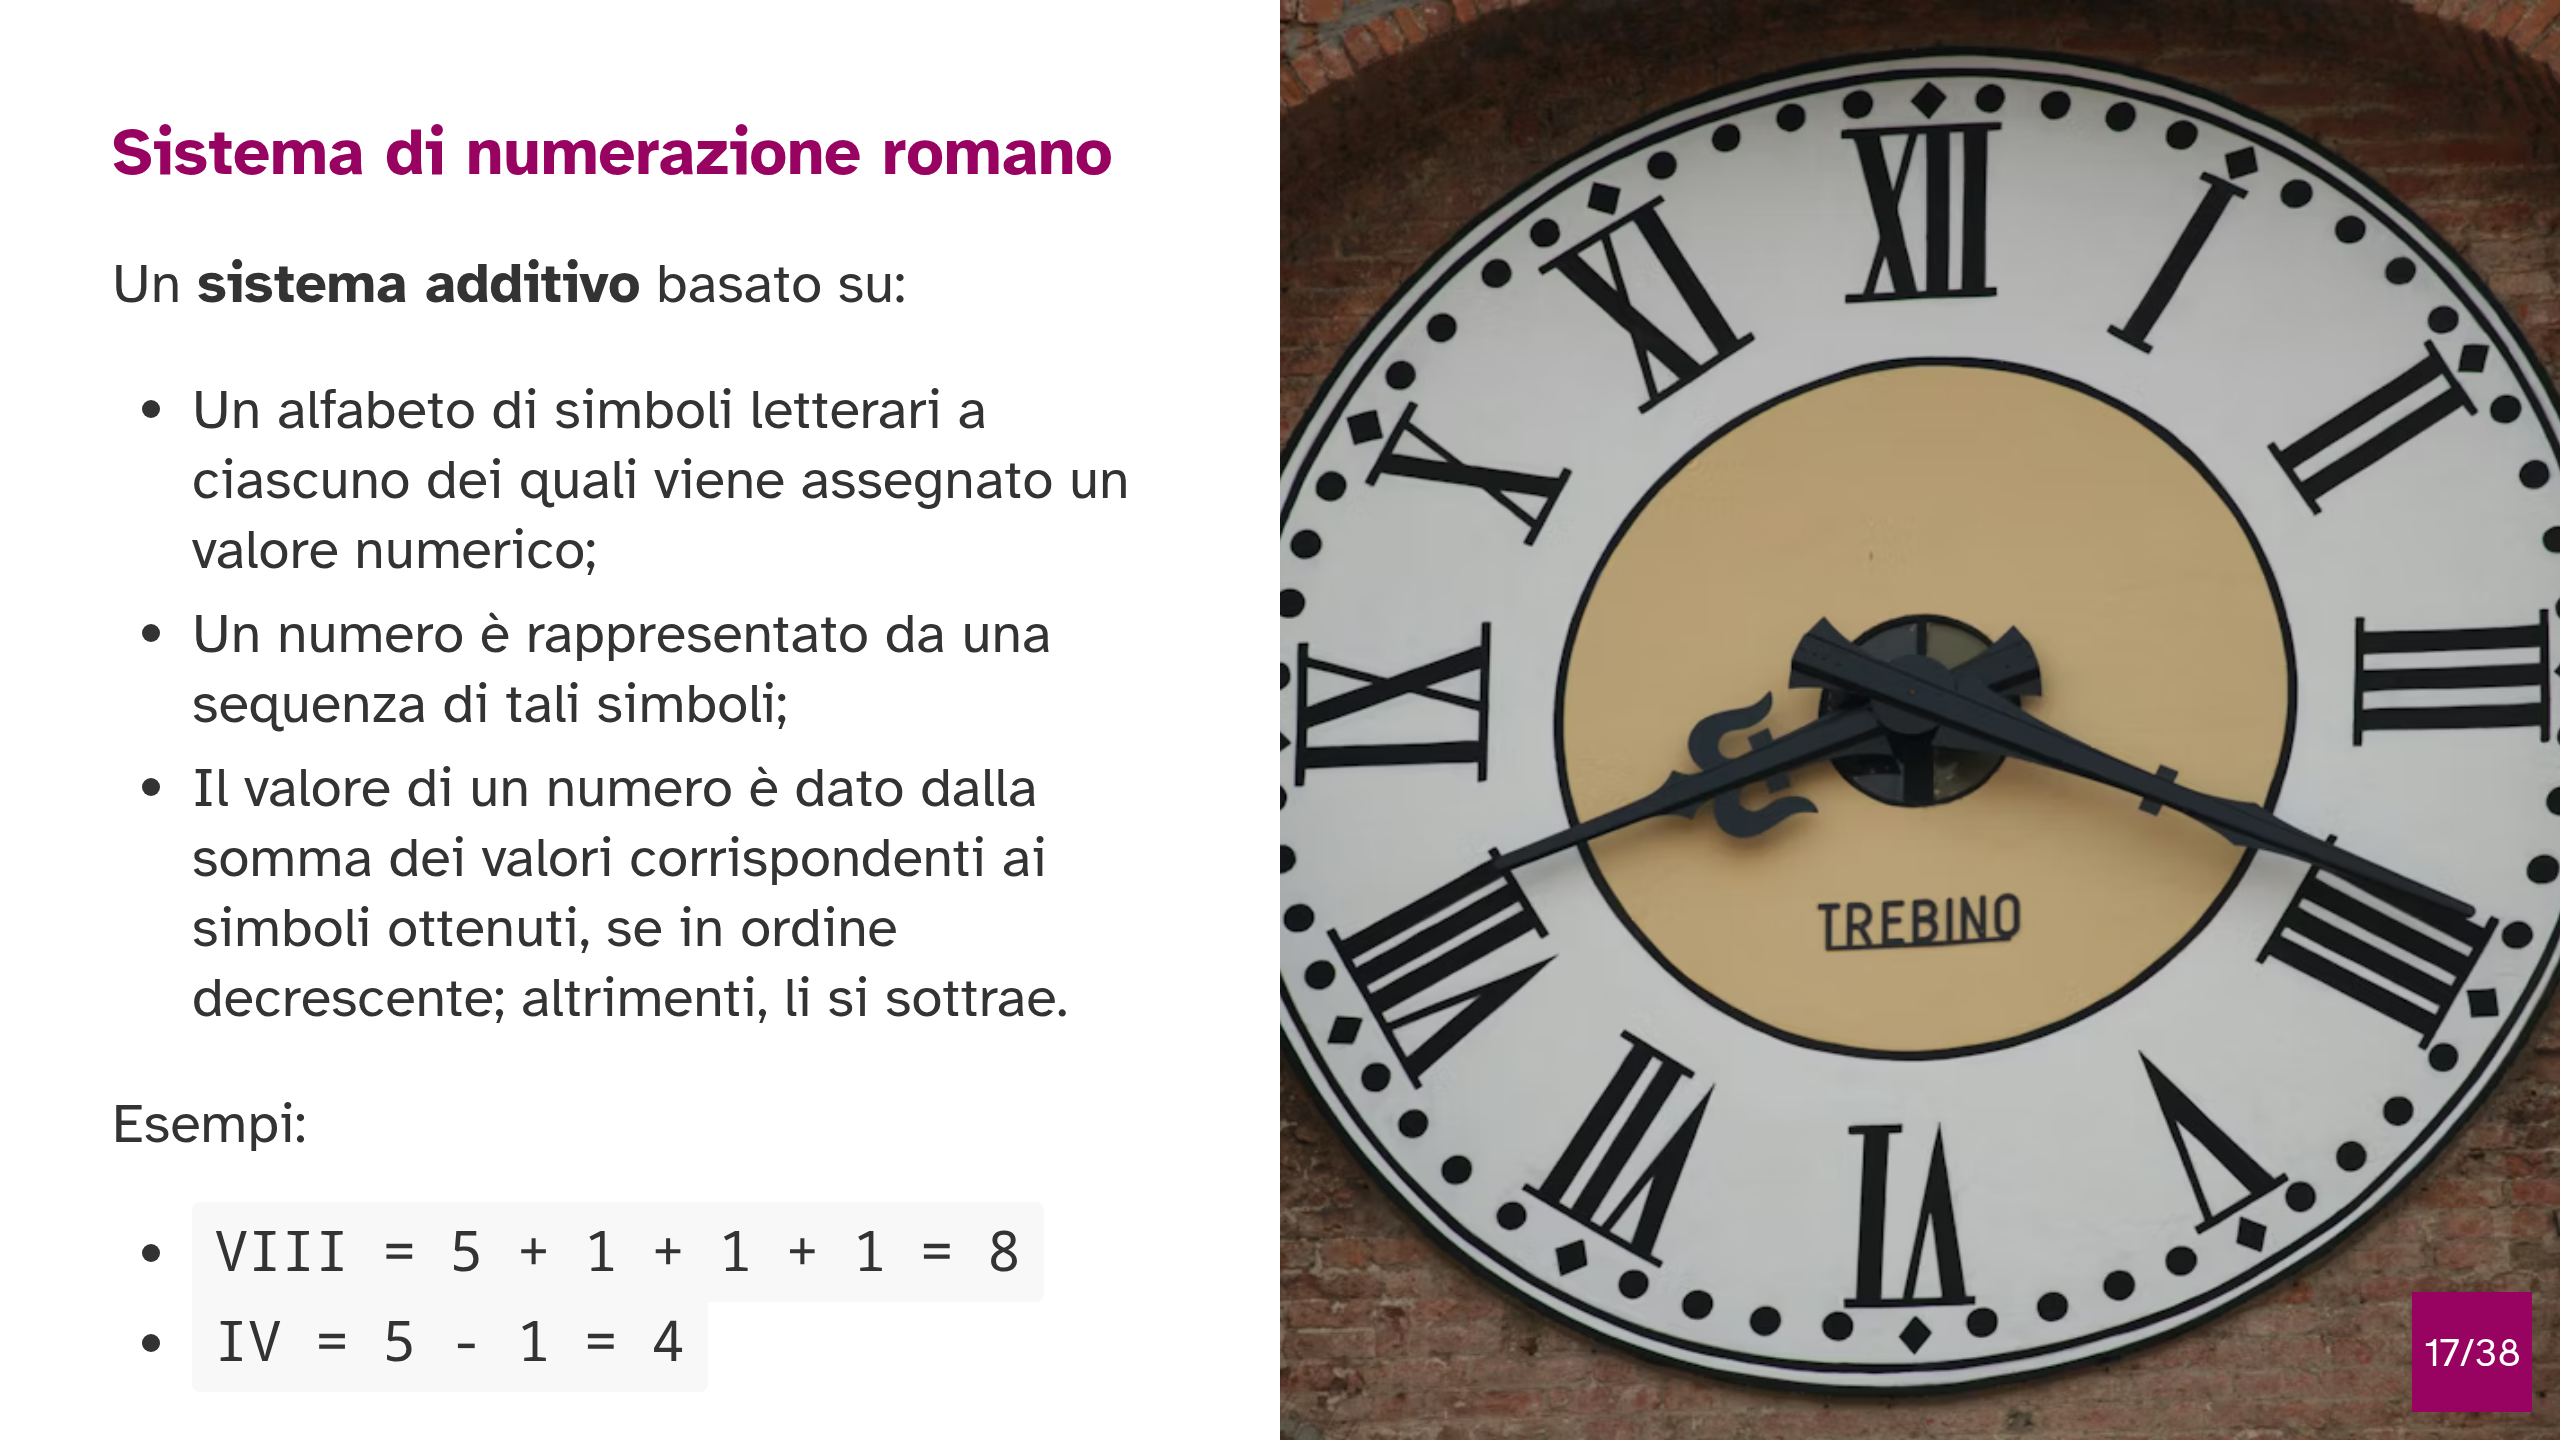 Sistema di numerazione romano
Un sistema additivo basato su:
• Un alfabeto di simboli letterari a
ciascuno dei quali viene assegnato un
valore numerico;
• Un numero è rappresentato da una
sequenza di tali simboli;
• Il valore di un numero è dato dalla
somma dei valori corrispondenti ai
simboli ottenuti, se in ordine
decrescente; altrimenti, li si sottrae.
Esempi:
• VIII = 5 + 1 + 1 + 1 = 8
• IV = 5 - 1 = 4
XII
I
II
III
IIII
V
VI
VII
VIII
IX
X
XI
TREBINO
17/38